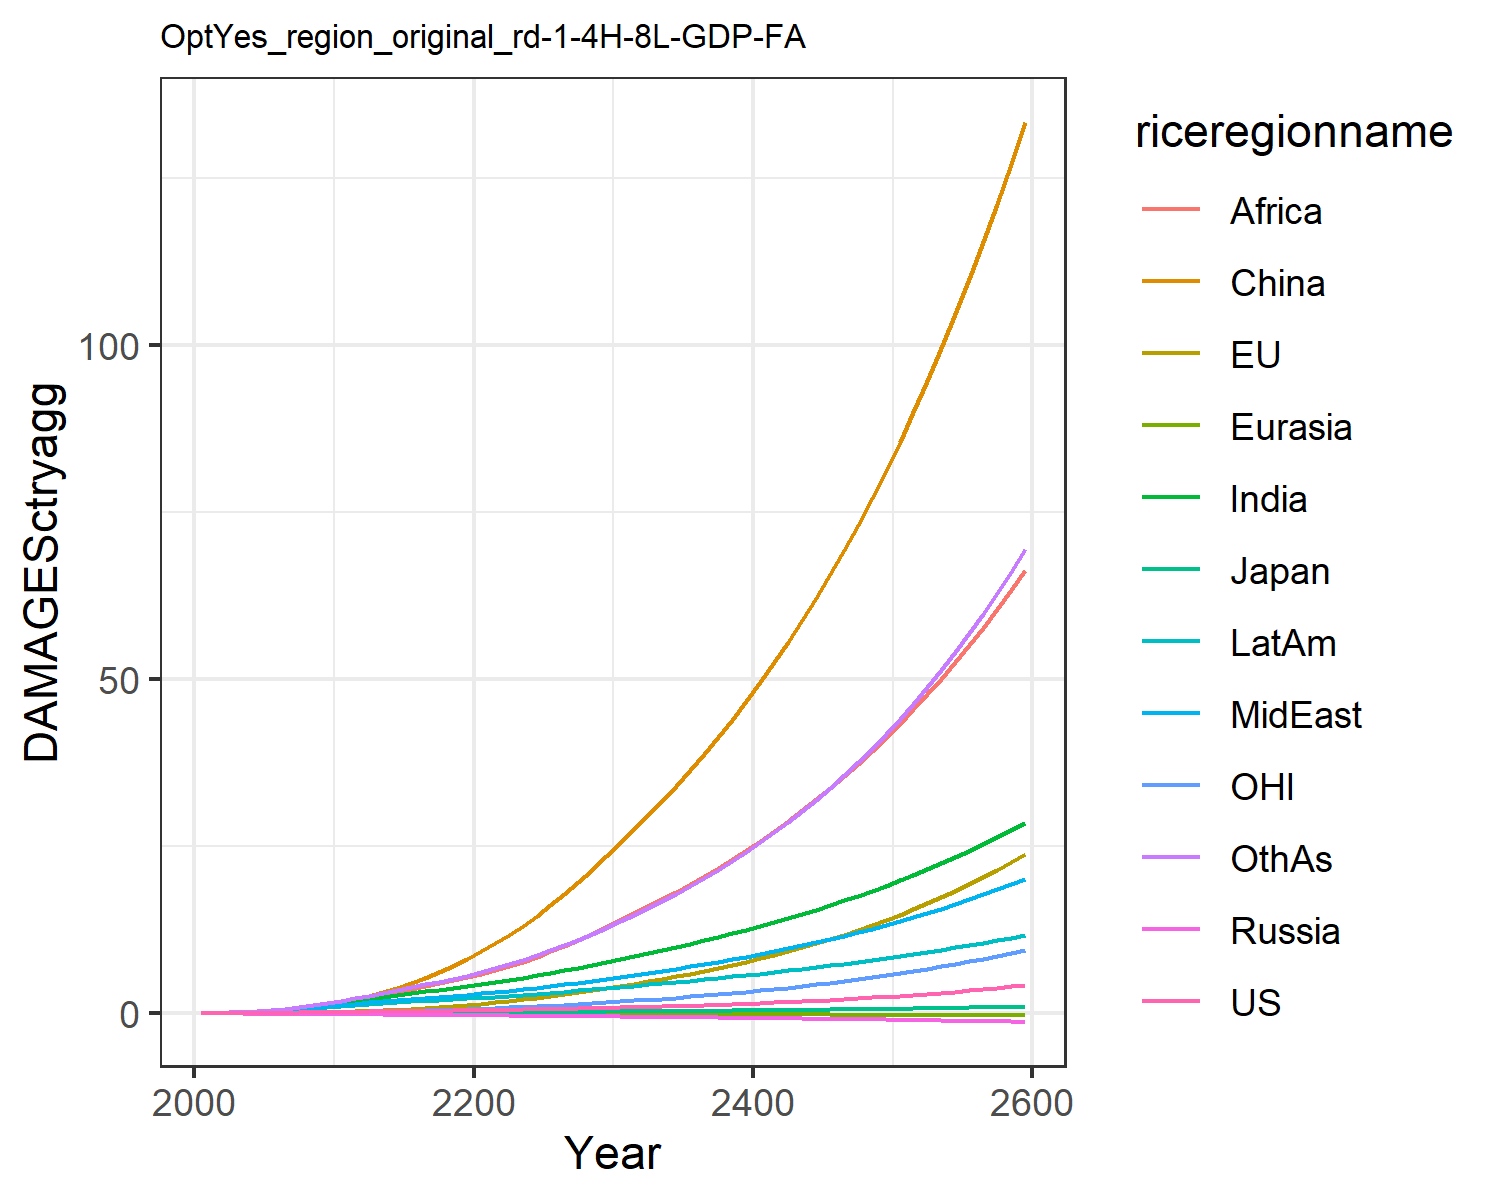 OptYes_region_original_rd-1-4H-8L-GDP-FA
DAMAGESctryagg
100
50
0
2000
2200
2400
2600
Year
riceregionname
Africa
China
EU
Eurasia
India
Japan
LatAm
MidEast
OHI
OthAs
Russia
US